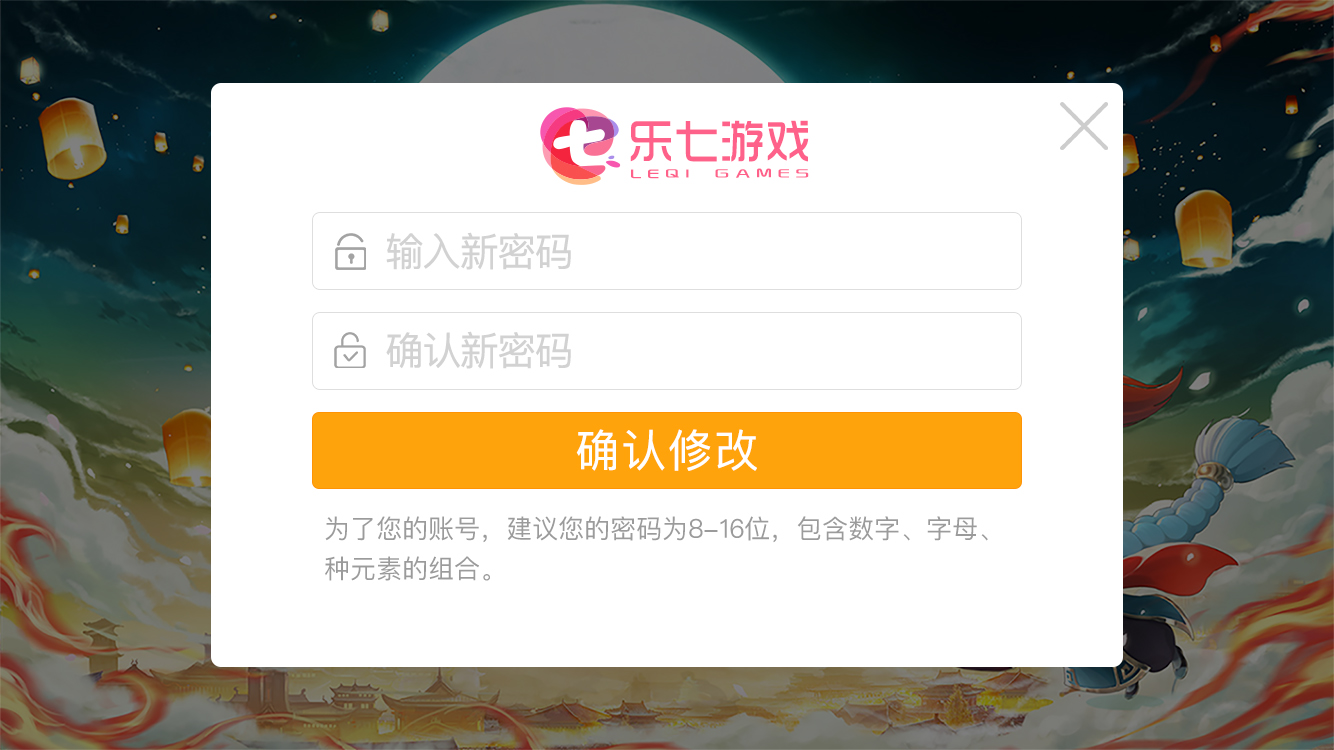 乐七游戏
LEQI GAMES
输入新密码
确认新密码
确认修改
为了您的账号，建议您的密码为8-16位，包含数字、字母、
种元素的组合。